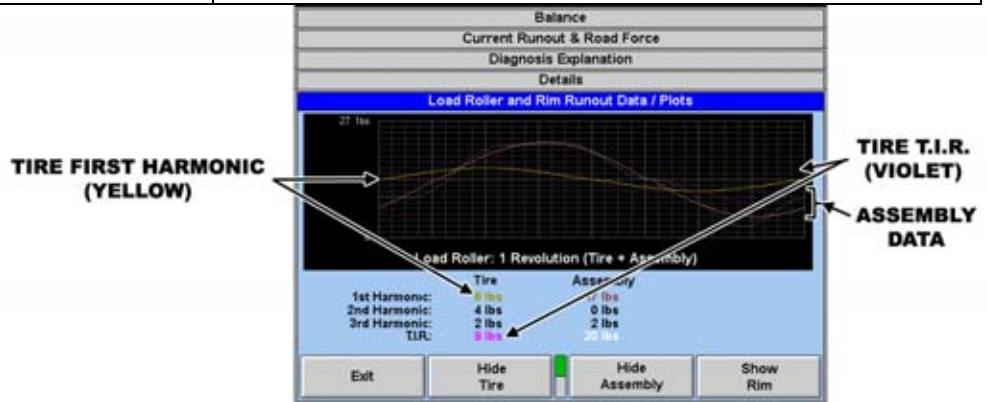 Balance
Current Runout & Road Force
Diagnosis Explanation
Details
Load Roller and Rim Runout Data / Plots
27 lbs
TIRE FIRST HARMONIC
(YELLOW)
TIRE T.I.R.
(VIOLET)
ASSEMBLY
DATA
Load Roller: 1 Revolution (Tire + Assembly)
Tire Assembly
1st Harmonic: 6 lbs 17 lbs
2nd Harmonic: 4 lbs 0 lbs
3rd Harmonic: 2 lbs 2 lbs
T.I.R.: 9 lbs 20 lbs
Exit
Hide
Tire
Hide
Assembly
Show
Rim